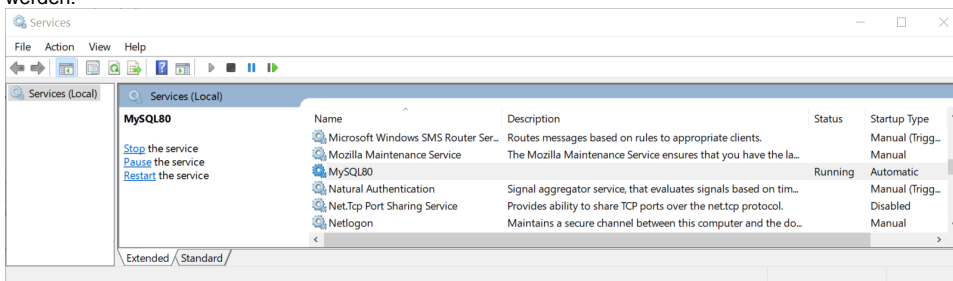 werden.
Services
File Action View Help
Services (Local)
Services (Local)
MySQL80
Stop the service
Pause the service
Restart the service
Name Description Status Startup Type
Microsoft Windows SMS Router Ser... Routes messages based on rules to appropriate clients. Manual (Trigg...
Mozilla Maintenance Service The Mozilla Maintenance Service ensures that you have the la... Manual
MySQL80 Running Automatic
Natural Authentication Signal aggregator service, that evaluates signals based on tim... Manual (Trigg...
Net.Tcp Port Sharing Service Provides ability to share TCP ports over the net.tcp protocol. Disabled
Netlogon Maintains a secure channel between this computer and the do... Manual
Extended Standard